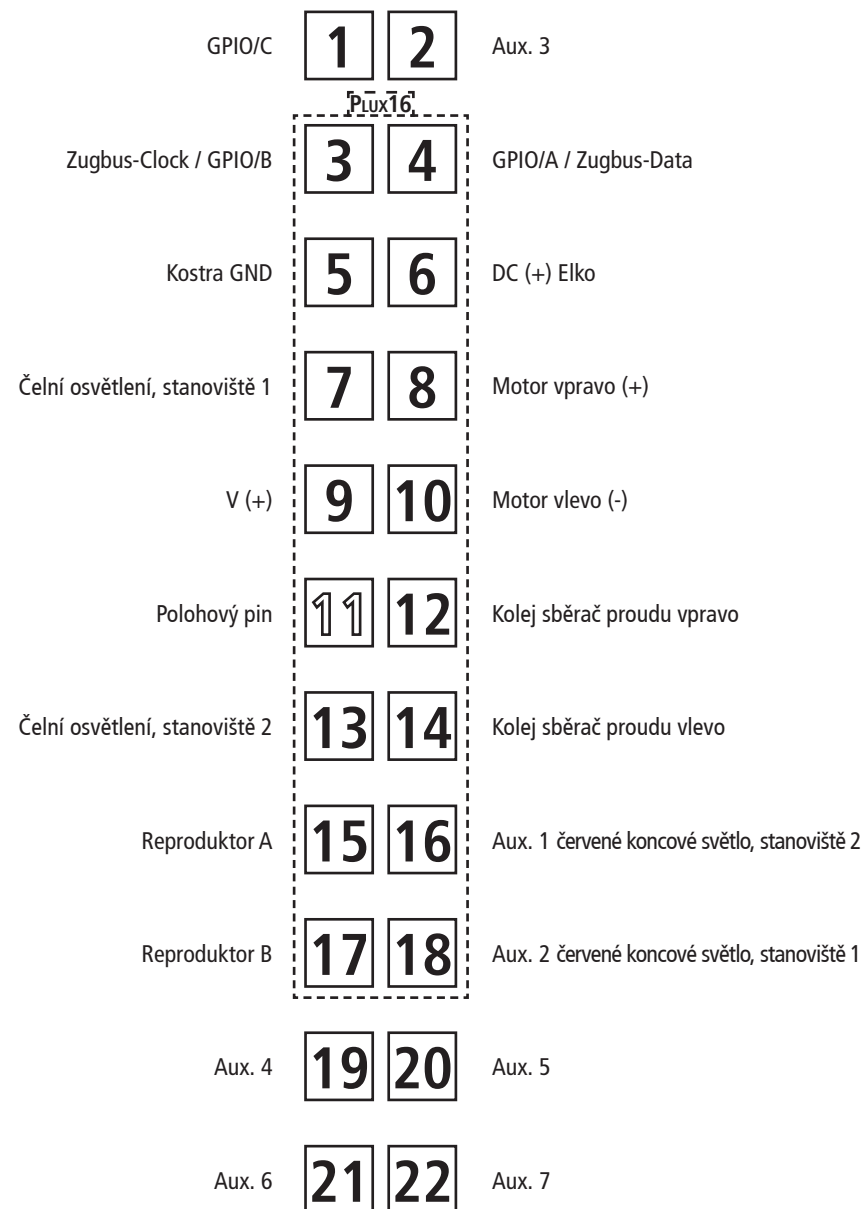 GPIO/C 1 2 Aux. 3
PLUX16
Zugbus-Clock / GPIO/B 3 4 GPIO/A / Zugbus-Data
Kostra GND 5 6 DC (+) Elko
Čelní osvětlení, stanoviště 1 7 8 Motor vpravo (+)
V (+) 9 10 Motor vlevo (-)
Polohový pin 11 12 Kolej sběrač proudu vpravo
Čelní osvětlení, stanoviště 2 13 14 Kolej sběrač proudu vlevo
Reproduktor A 15 16 Aux. 1 červené koncové světlo, stanoviště 2
Reproduktor B 17 18 Aux. 2 červené koncové světlo, stanoviště 1
Aux. 4 19 20 Aux. 5
Aux. 6 21 22 Aux. 7